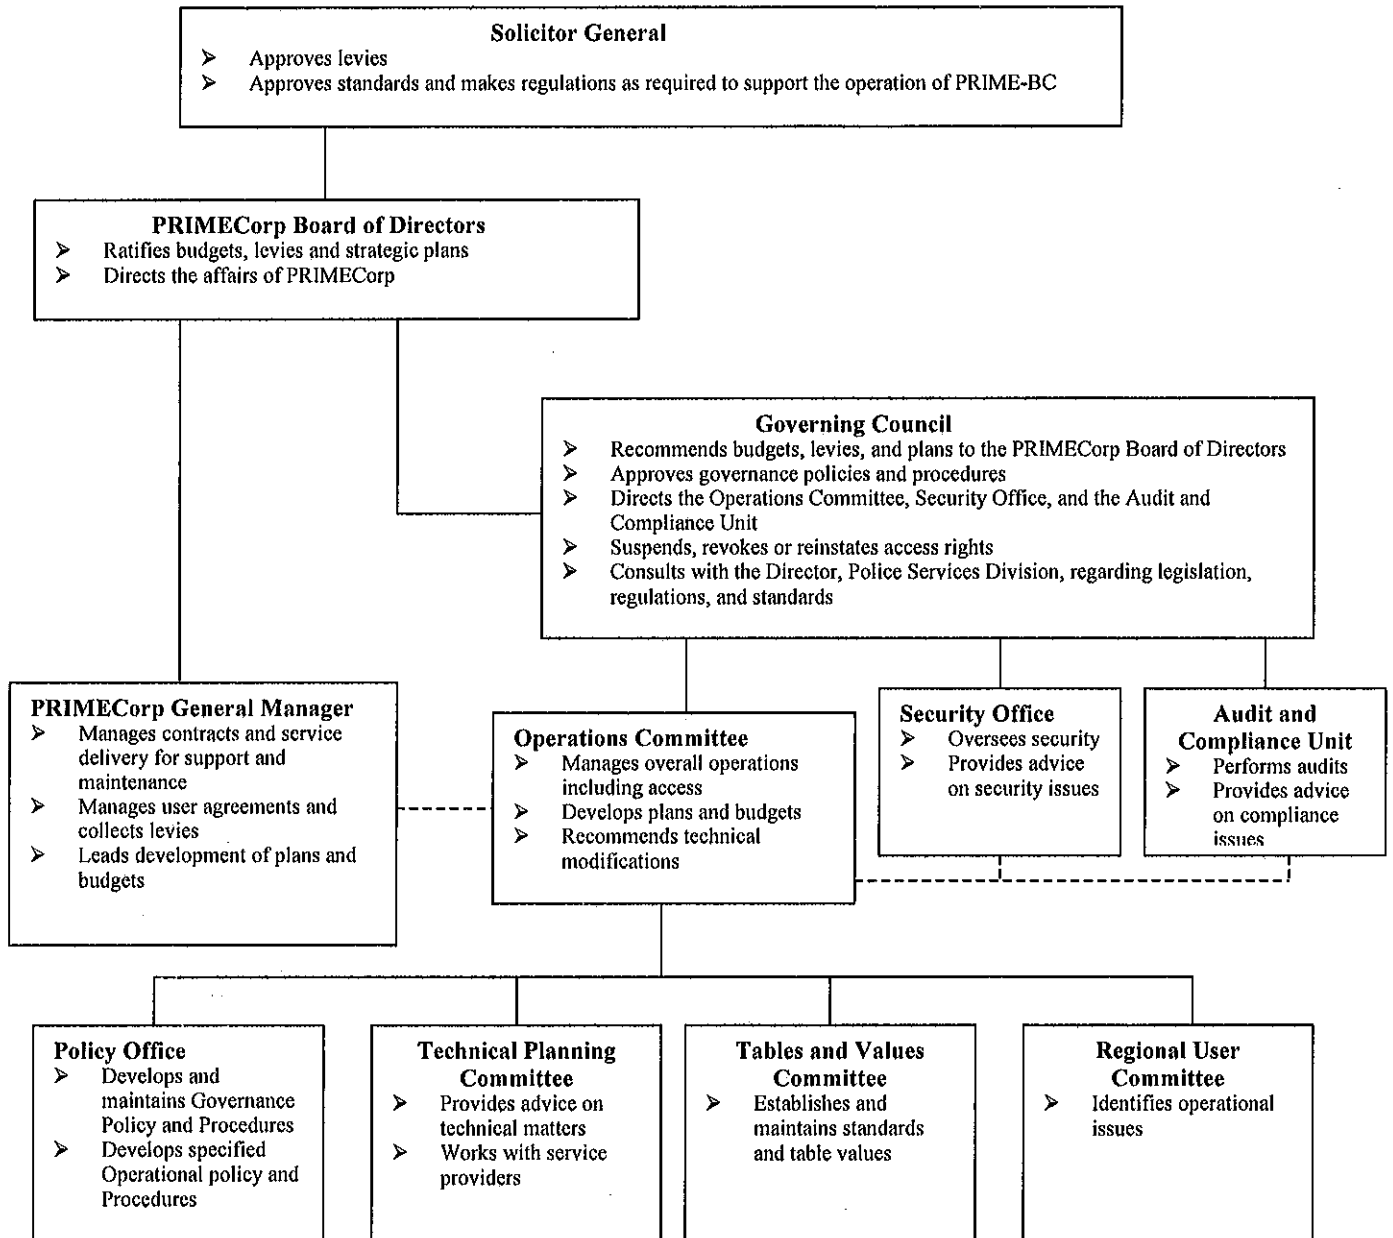 Solicitor General
➢ Approves levies
➢ Approves standards and makes regulations as required to support the operation of PRIME-BC
PRIMECorp Board of Directors
➢ Ratifies budgets, levies and strategic plans
➢ Directs the affairs of PRIMECorp
Governing Council
➢ Recommends budgets, levies, and plans to the PRIMECorp Board of Directors
➢ Approves governance policies and procedures
➢ Directs the Operations Committee, Security Office, and the Audit and
Compliance Unit
➢ Suspends, revokes or reinstates access rights
➢ Consults with the Director, Police Services Division, regarding legislation,
regulations, and standards
PRIMECorp General Manager
➢ Manages contracts and service
delivery for support and
maintenance
➢ Manages user agreements and
collects levies
➢ Leads development of plans and
budgets
Operations Committee
➢ Manages overall operations
including access
➢ Develops plans and budgets
➢ Recommends technical
modifications
Security Office
➢ Oversees security
➢ Provides advice
on security issues
Audit and
Compliance Unit
➢ Performs audits
➢ Provides advice
on compliance
issues
Policy Office
➢ Develops and
maintains Governance
Policy and Procedures
➢ Develops specified
Operational policy and
Procedures
Technical Planning
Committee
➢ Provides advice on
technical matters
➢ Works with service
providers
Tables and Values
Committee
➢ Establishes and
maintains standards
and table values
Regional User
Committee
➢ Identifies operational
issues